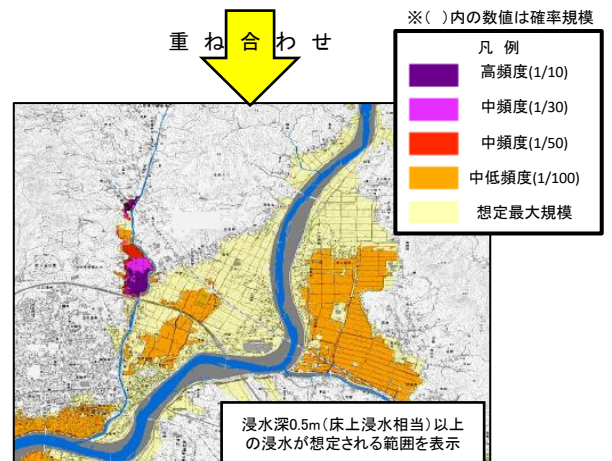 ※( )内の数値は確率規模
重ね合わせ
凡 例
高頻度(1/10)
中頻度(1/30)
中頻度(1/50)
中低頻度(1/100)
想定最大規模
浸水深0.5m(床上浸水相当)以上
の浸水が想定される範囲を表示